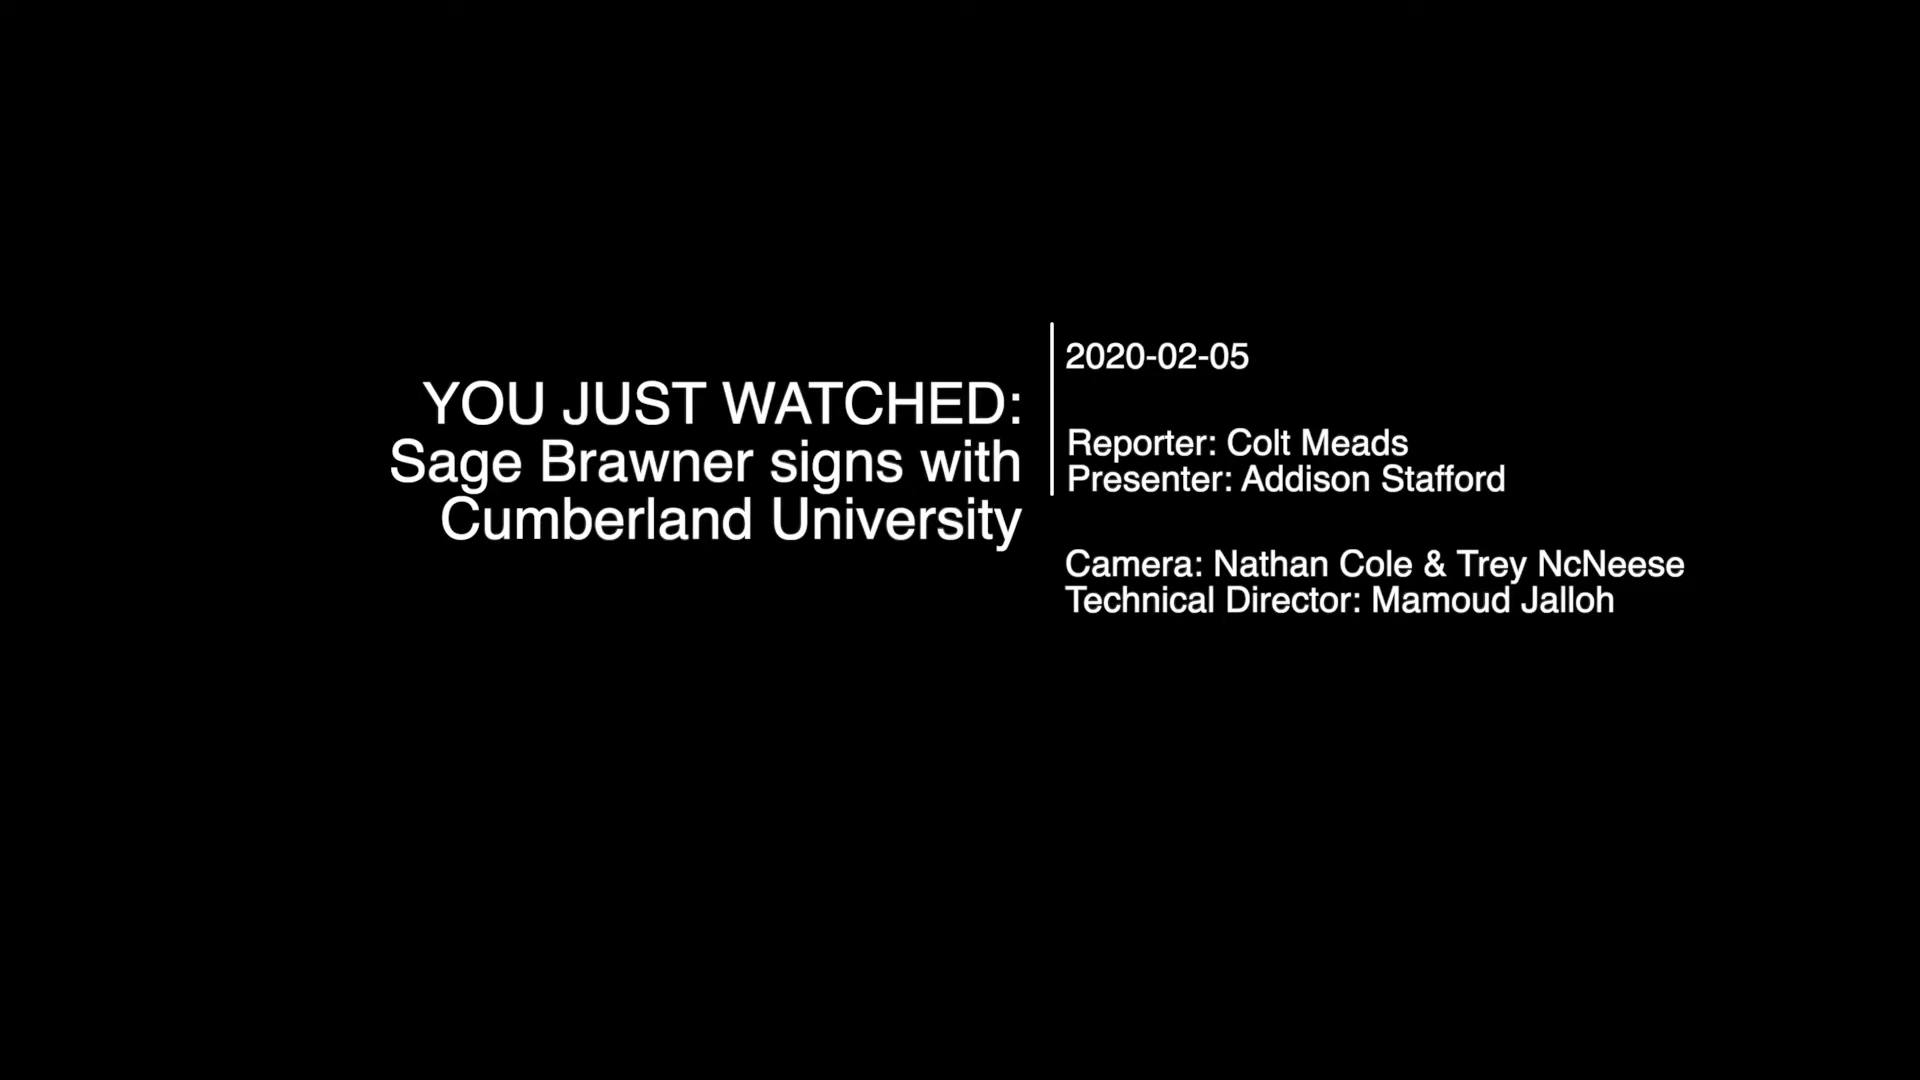 YOU JUST WATCHED:
Sage Brawner signs with
Cumberland University
2020-02-05
Reporter: Colt Meads
Presenter: Addison Stafford
Camera: Nathan Cole & Trey NcNeese
Technical Director: Mamoud Jalloh